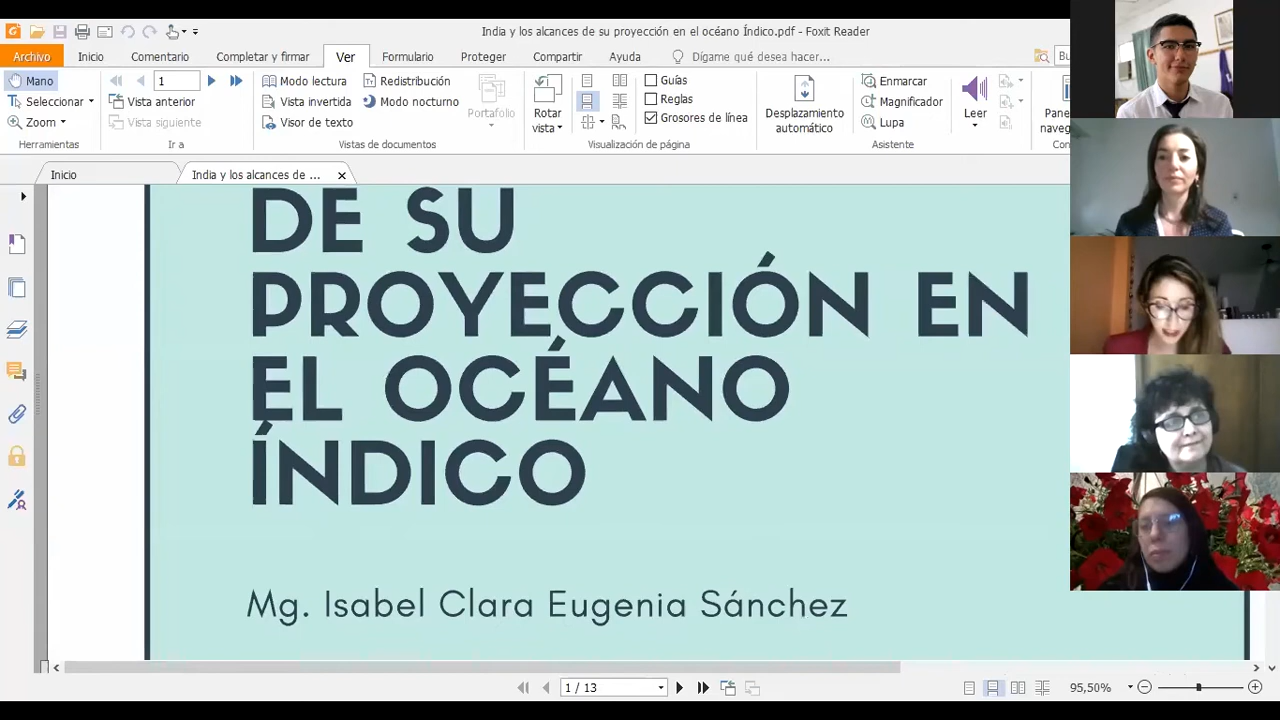 India y los alcances de su proyección en el océano Índico.pdf - Foxit Reader
Archivo Inicio Comentario Completar y firmar Ver Formulario Proteger Compartir Ayuda Dígame qué desea hacer...
Mano
Seleccionar
Zoom
Herramientas
1
Vista anterior
Vista siguiente
Ir a
Modo lectura
Vista invertida
Visor de texto
Redistribución
Modo nocturno
Vistas de documentos
Portafolio
Rotar
vista
Guías
Reglas
Grosores de línea
Visualización de página
Desplazamiento
automático
Enmarcar
Magnificador
Lupa
Asistente
Leer
Inicio
India y los alcances de ...
DE SU
PROYECCIÓN EN
EL OCÉANO
ÍNDICO
Mg. Isabel Clara Eugenia Sánchez
1 / 13
95,50%